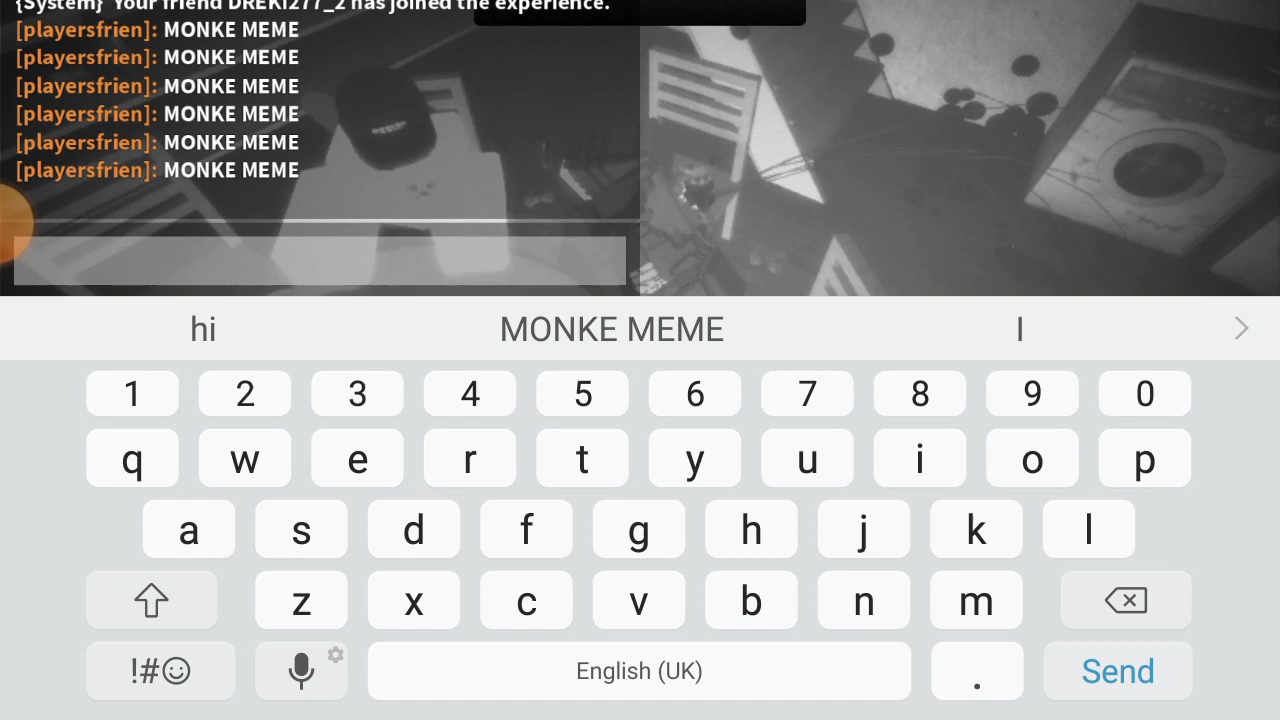 {System} Your friend DREKI277_2 has joined the experience.
[playersfrien]: MONKE MEME
[playersfrien]: MONKE MEME
[playersfrien]: MONKE MEME
[playersfrien]: MONKE MEME
[playersfrien]: MONKE MEME
[playersfrien]: MONKE MEME
hi MONKE MEME I
1 2 3 4 5 6 7 8 9 0
q w e r t y u i o p
a s d f g h j k l
z x c v b n m
!#☺ English (UK) . Send